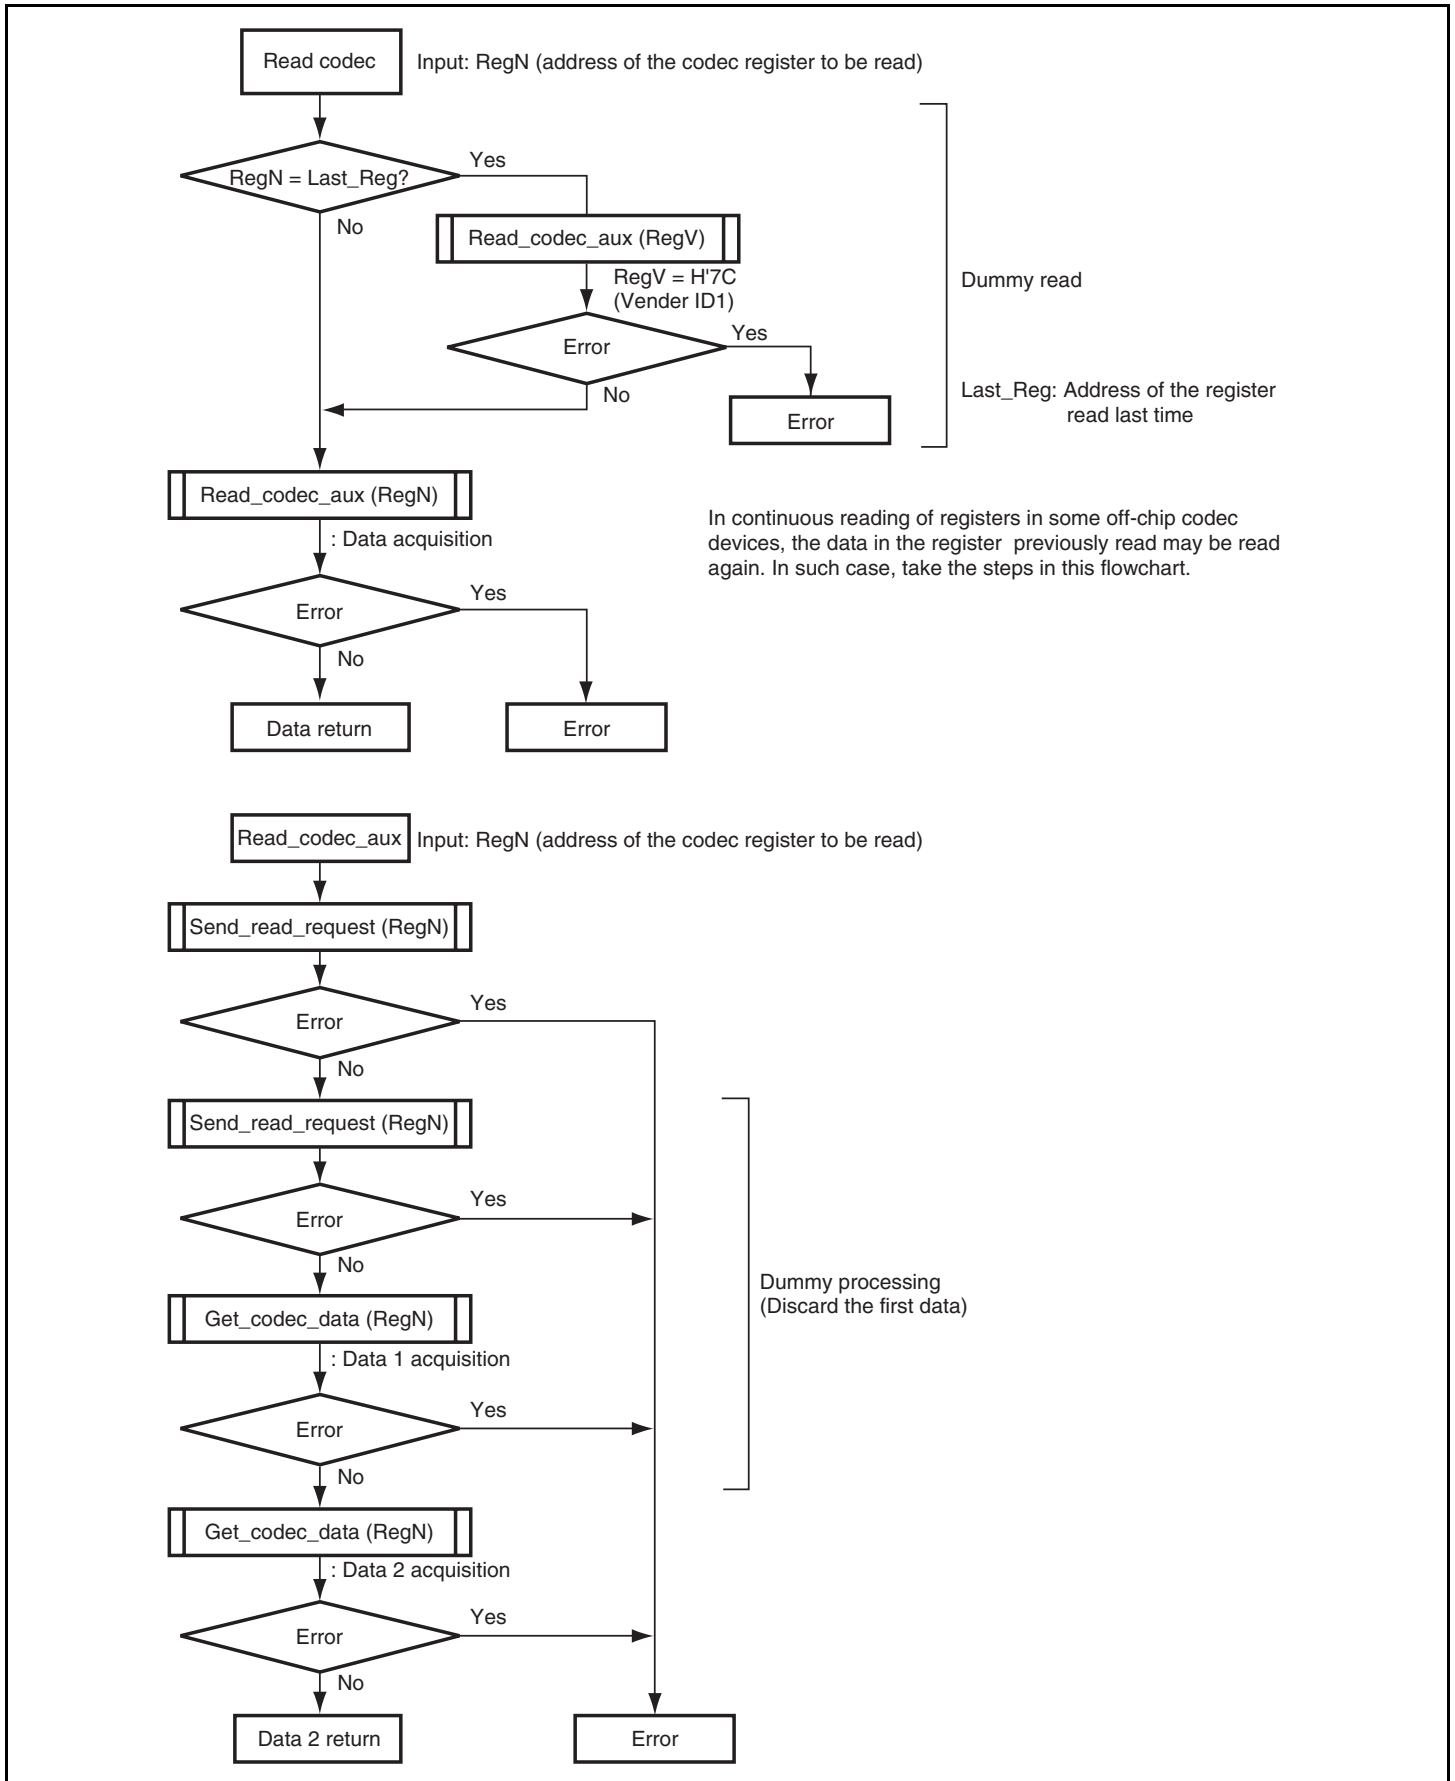 Read codec
Input: RegN (address of the codec register to be read)
Yes
RegN = Last_Reg?
No
Read_codec_aux (RegV)
RegV = H'7C
(Vender ID1)
Dummy read
Yes
Error
No
Error
Last_Reg: Address of the register
read last time
Read_codec_aux (RegN)
: Data acquisition
In continuous reading of registers in some off-chip codec
devices, the data in the register previously read may be read
again. In such case, take the steps in this flowchart.
Yes
Error
No
Data return
Error
Read_codec_aux
Input: RegN (address of the codec register to be read)
Send_read_request (RegN)
Yes
Error
No
Send_read_request (RegN)
Yes
Error
No
Dummy processing
(Discard the first data)
Get_codec_data (RegN)
: Data 1 acquisition
Yes
Error
No
Get_codec_data (RegN)
: Data 2 acquisition
Yes
Error
No
Data 2 return
Error